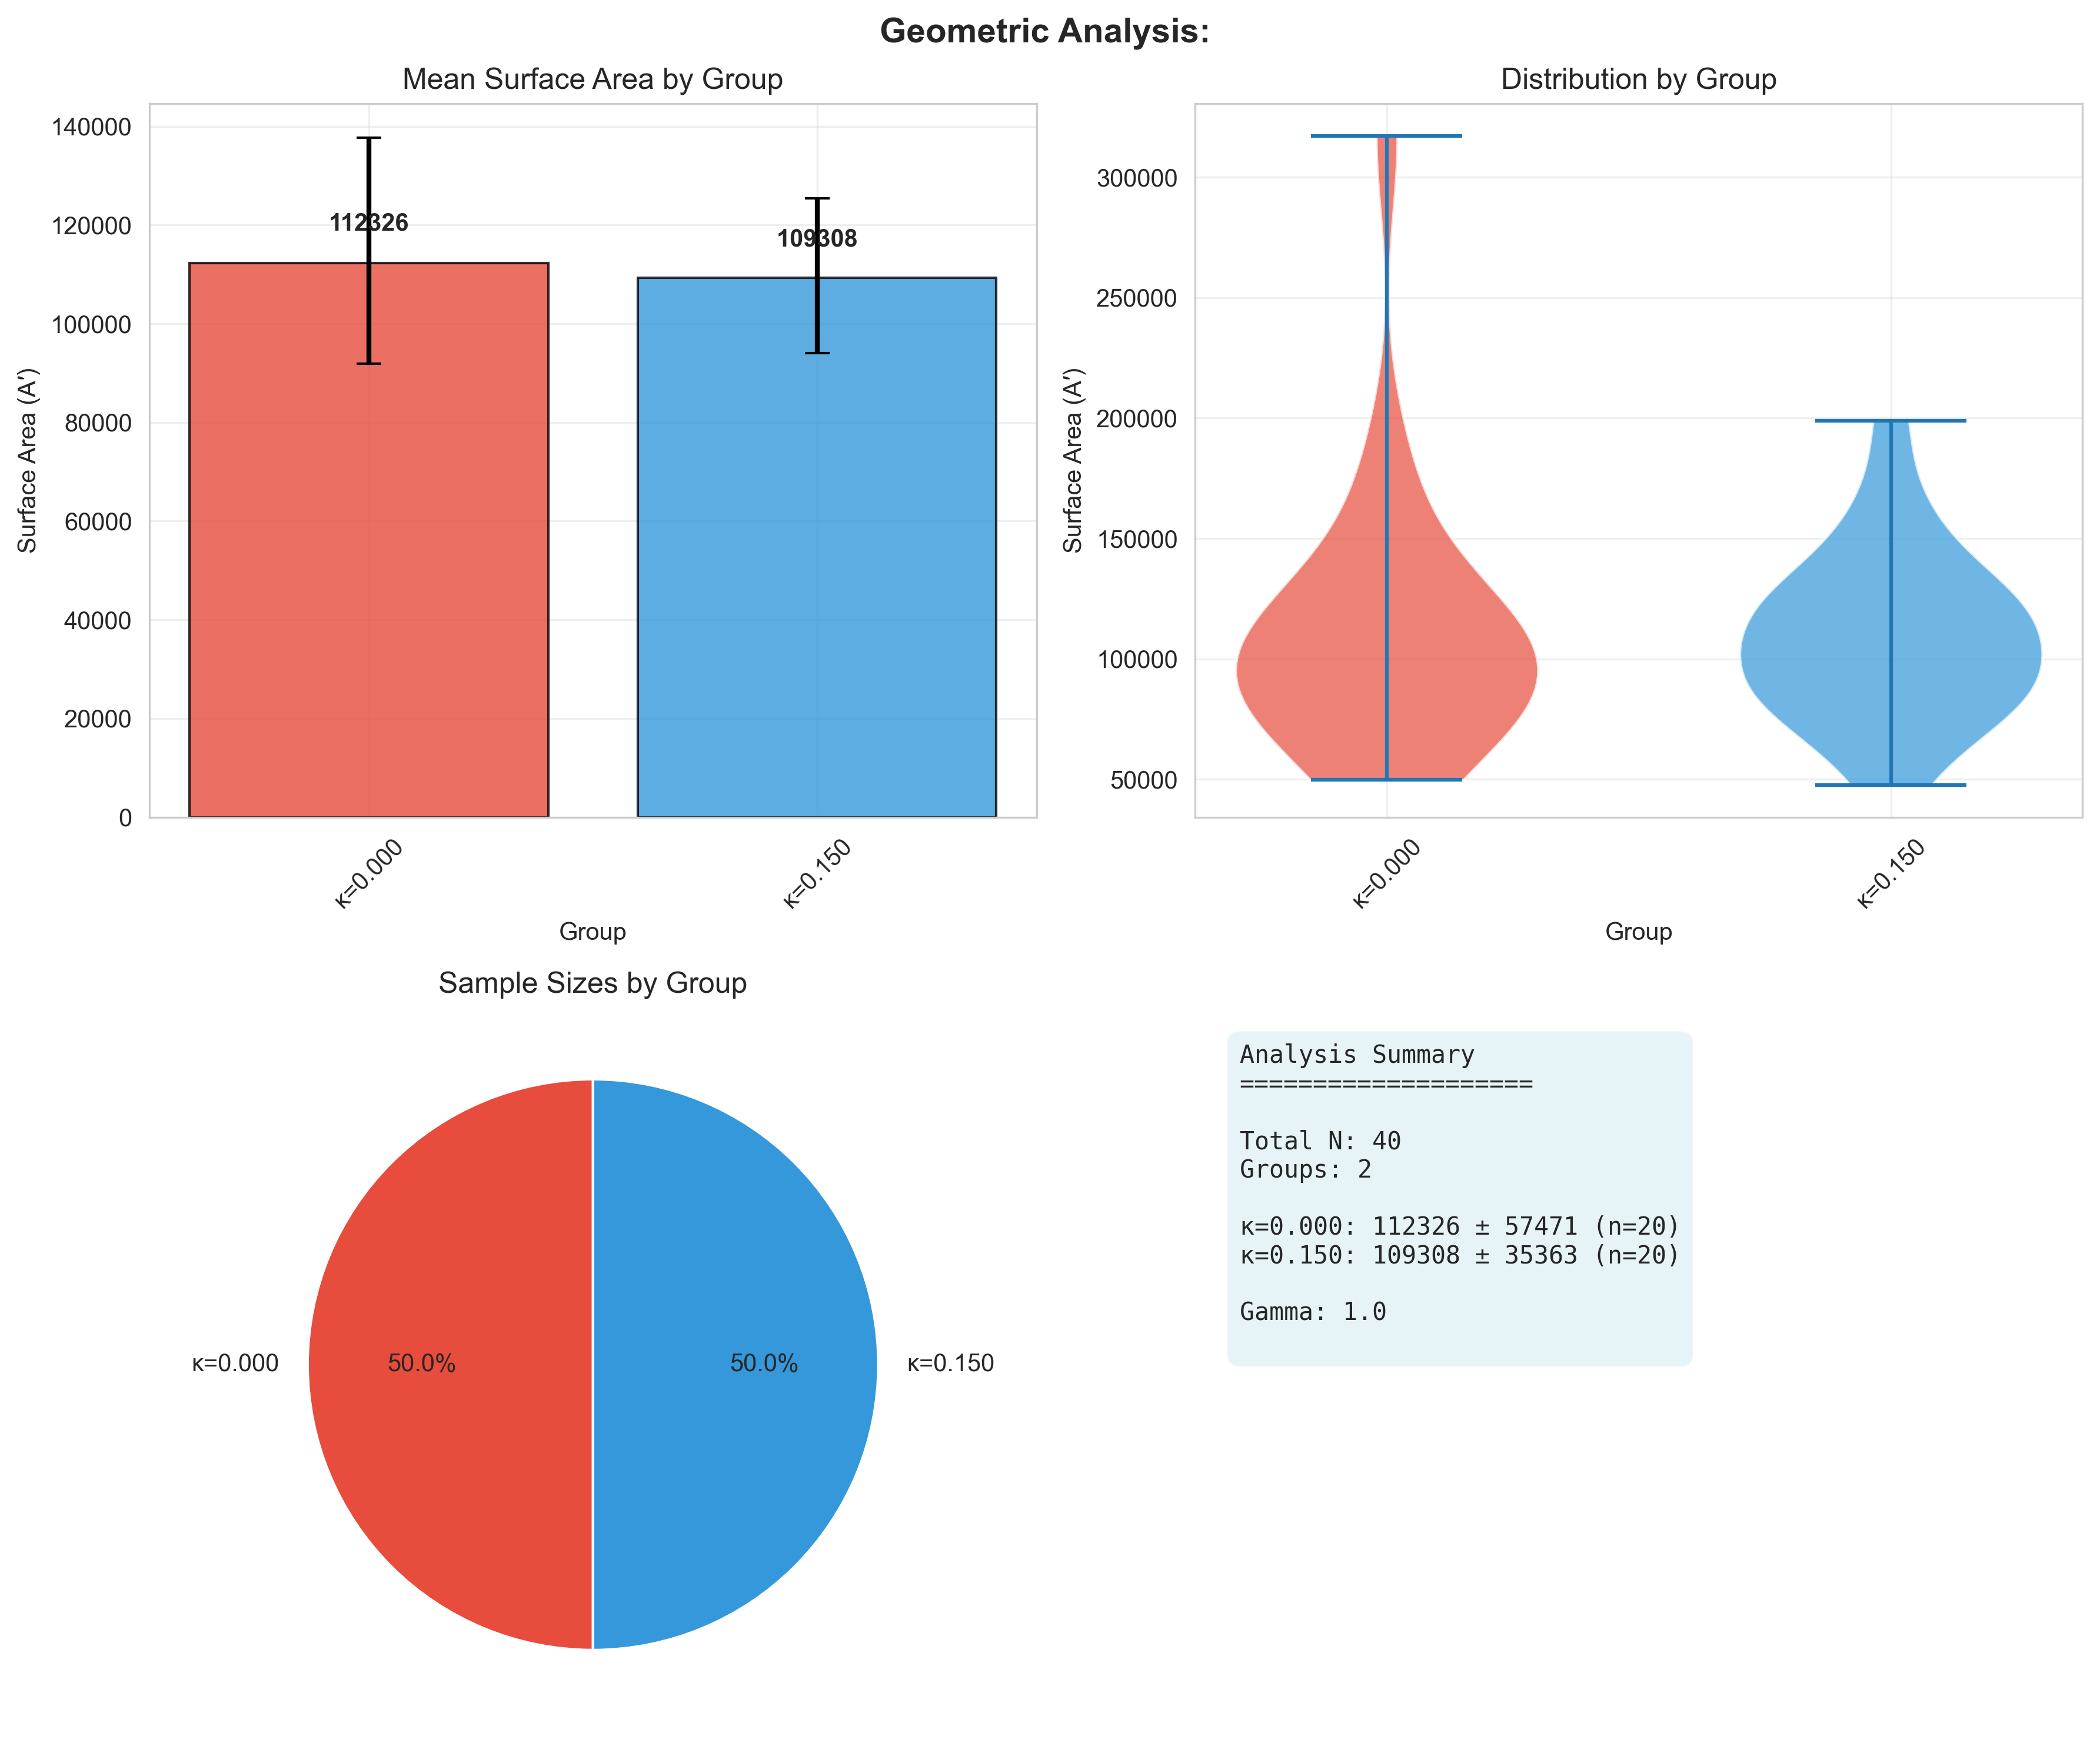 Geometric Analysis:
Mean Surface Area by Group
Surface Area (A′)
140000
120000
100000
80000
60000
40000
20000
0
112326
109308
κ=0.000
κ=0.150
Group
Distribution by Group
Surface Area (A′)
300000
250000
200000
150000
100000
50000
κ=0.000
κ=0.150
Group
Sample Sizes by Group
κ=0.000
50.0%
50.0%
κ=0.150
Analysis Summary
====================
Total N: 40
Groups: 2
κ=0.000: 112326 ± 57471 (n=20)
κ=0.150: 109308 ± 35363 (n=20)
Gamma: 1.0